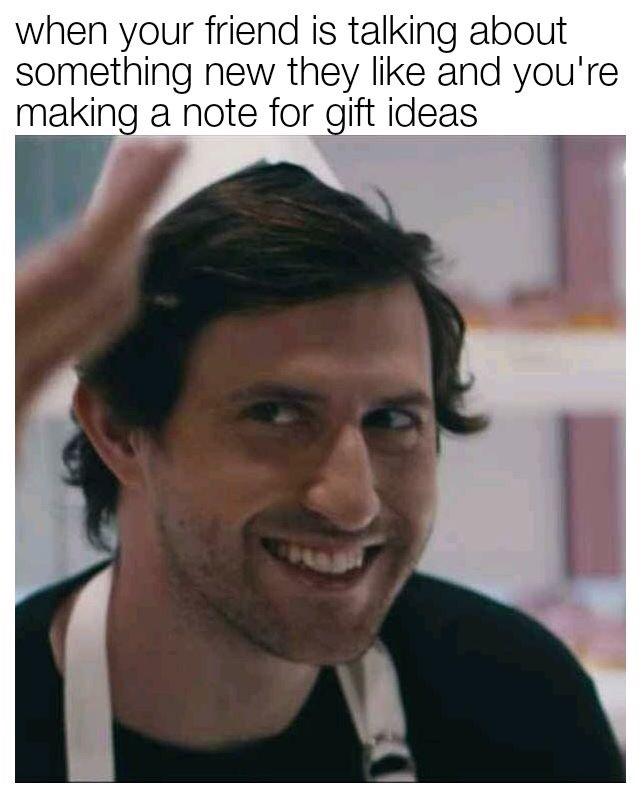 when your friend is talking about
something new they like and you're
making a note for gift ideas